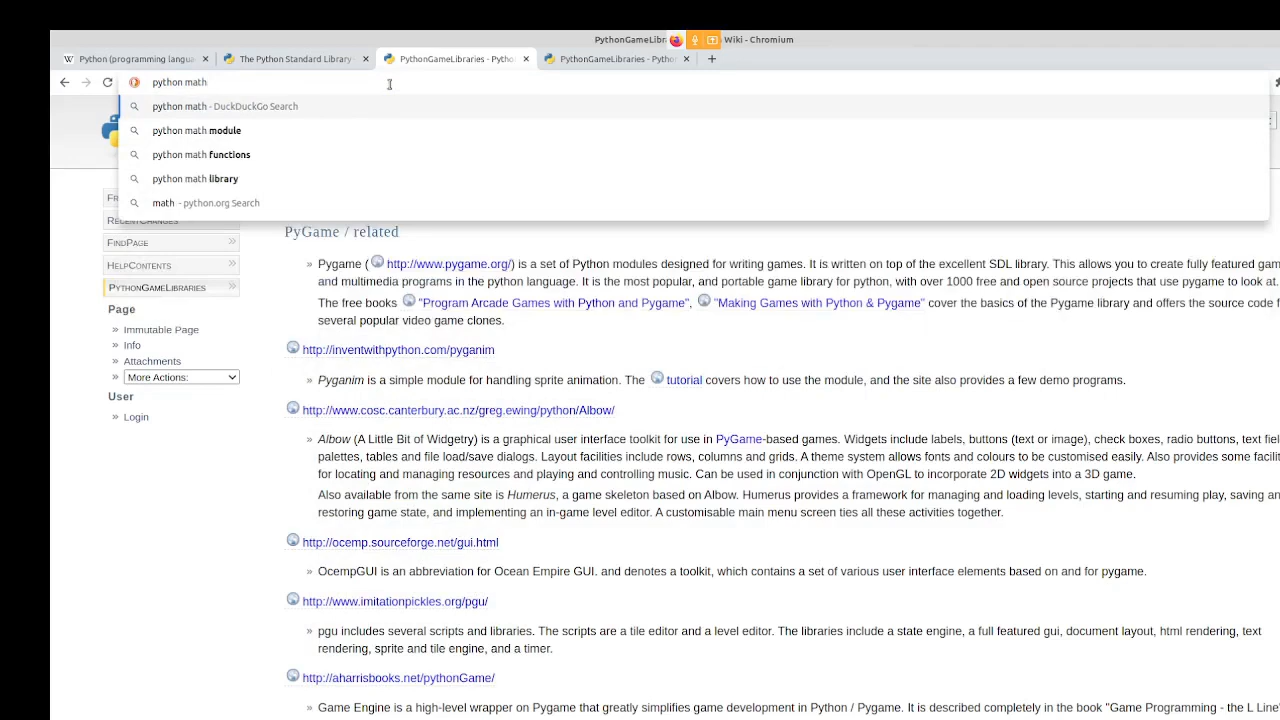 PythonGameLibr Wiki - Chromium
Python (programming langua
The Python Standard Library
PythonGameLibraries - Pytho
PythonGameLibraries - Pytho
python math
python math - DuckDuckGo Search
python math module
python math functions
python math library
math - python.org Search
RecentChanges
FindPage
HelpContents
PythonGameLibraries
Page
Immutable Page
Info
Attachments
More Actions:
User
Login
PyGame / related
» Pygame ( http://www.pygame.org/) is a set of Python modules designed for writing games. It is written on top of the excellent SDL library. This allows you to create fully featured gam
and multimedia programs in the python language. It is the most popular, and portable game library for python, with over 1000 free and open source projects that use pygame to look at.
The free books "Program Arcade Games with Python and Pygame", "Making Games with Python & Pygame" cover the basics of the Pygame library and offers the source code f
several popular video game clones.
http://inventwithpython.com/pyganim
» Pyganim is a simple module for handling sprite animation. The tutorial covers how to use the module, and the site also provides a few demo programs.
http://www.cosc.canterbury.ac.nz/greg.ewing/python/Albow/
» Albow (A Little Bit of Widgetry) is a graphical user interface toolkit for use in PyGame-based games. Widgets include labels, buttons (text or image), check boxes, radio buttons, text fiel
palettes, tables and file load/save dialogs. Layout facilities include rows, columns and grids. A theme system allows fonts and colours to be customised easily. Also provides some facilit
for locating and managing resources and playing and controlling music. Can be used in conjunction with OpenGL to incorporate 2D widgets into a 3D game.
Also available from the same site is Humerus, a game skeleton based on Albow. Humerus provides a framework for managing and loading levels, starting and resuming play, saving an
restoring game state, and implementing an in-game level editor. A customisable main menu screen ties all these activities together.
http://ocemp.sourceforge.net/gui.html
» OcempGUI is an abbreviation for Ocean Empire GUI. and denotes a toolkit, which contains a set of various user interface elements based on and for pygame.
http://www.imitationpickles.org/pgu/
» pgu includes several scripts and libraries. The scripts are a tile editor and a level editor. The libraries include a state engine, a full featured gui, document layout, html rendering, text
rendering, sprite and tile engine, and a timer.
http://aharrisbooks.net/pythonGame/
» Game Engine is a high-level wrapper on Pygame that greatly simplifies game development in Python / Pygame. It is described completely in the book "Game Programming - the L Line